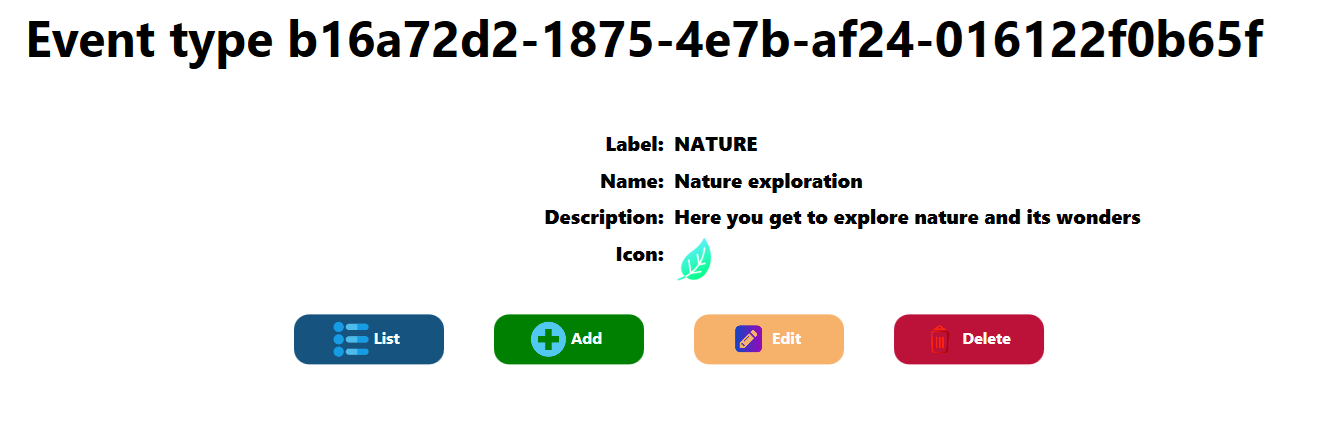 Event type b16a72d2-1875-4e7b-af24-016122f0b65f
Label: NATURE
Name: Nature exploration
Description: Here you get to explore nature and its wonders
Icon:
List Add Edit Delete